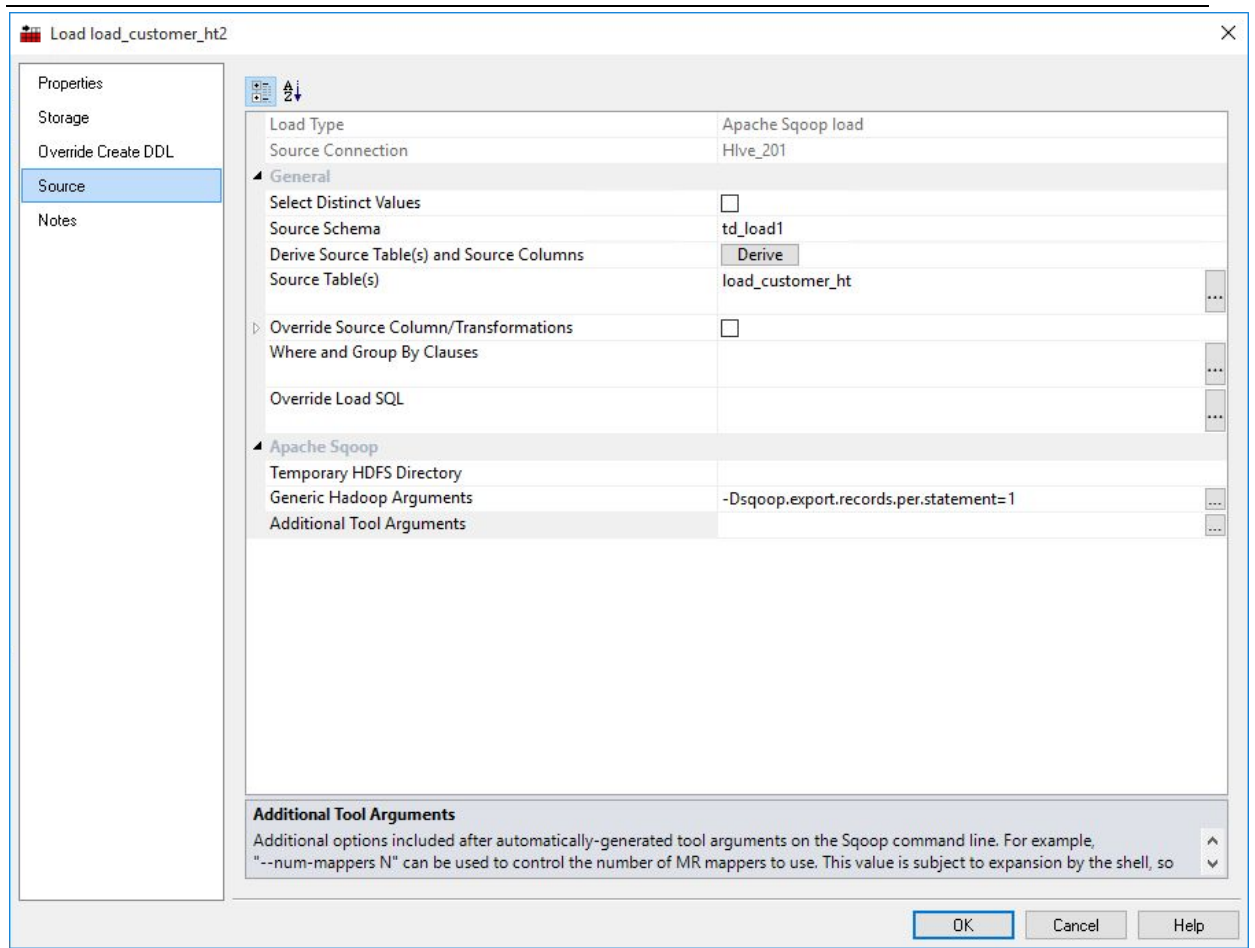 Load load_customer_ht2
Properties
Storage
Override Create DDL
Source
Notes
Load Type Apache Sqoop load
Source Connection HIve_201
General
Select Distinct Values
Source Schema td_load1
Derive Source Table(s) and Source Columns Derive
Source Table(s) load_customer_ht
...
Override Source Column/Transformations
Where and Group By Clauses
...
Override Load SQL
...
Apache Sqoop
Temporary HDFS Directory
Generic Hadoop Arguments -Dsqoop.export.records.per.statement=1 ...
Additional Tool Arguments ...
Additional Tool Arguments
Additional options included after automatically-generated tool arguments on the Sqoop command line. For example,
"--num-mappers N" can be used to control the number of MR mappers to use. This value is subject to expansion by the shell, so
OK Cancel Help